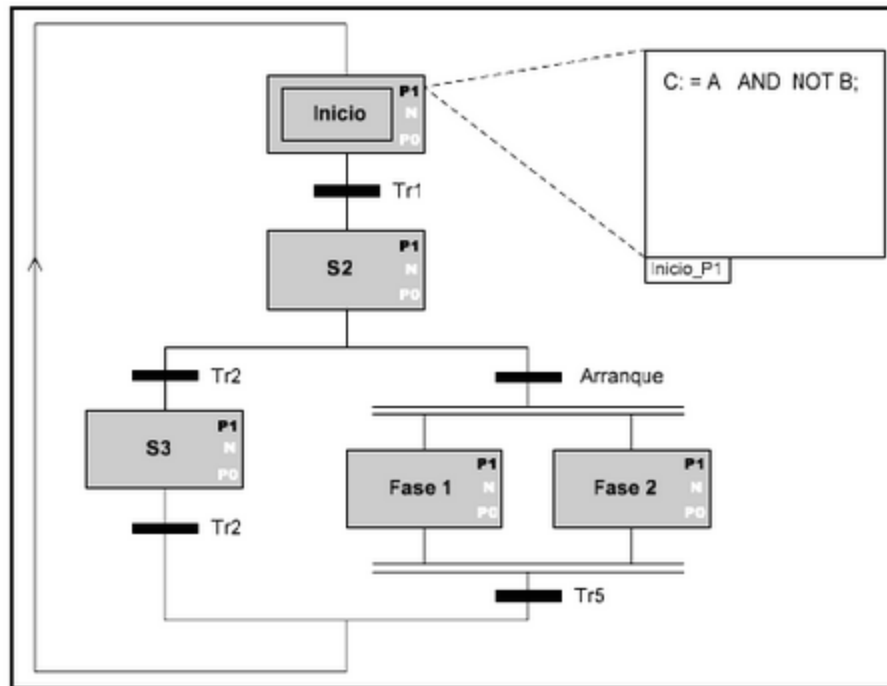 C: = A AND NOT B;
P1
Inicio
N
P0
Inicio_P1
Tr1
P1
S2
N
P0
Tr2
Arranque
P1
S3
N
P0
P1
Fase 1
N
P0
P1
Fase 2
N
P0
Tr2
Tr5